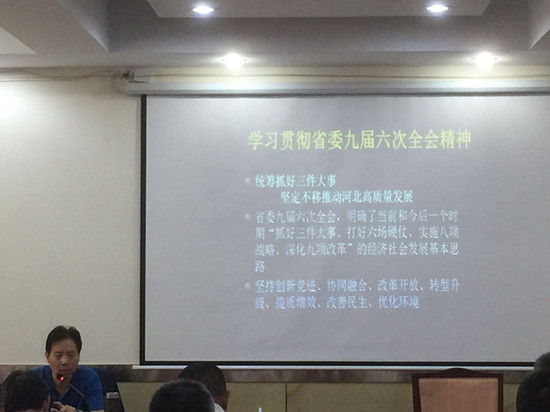 学习贯彻省委九届六次全会精神
统筹抓好三件大事
坚定不移推动河北高质量发展
省委九届六次全会，明确了当前和今后一个时
期“抓好三件大事、打好六场硬仗、实施八项
战略、深化九项改革”的经济社会发展基本思
路
坚持创新竞进、协同融合、改革开放、转型升
级、提质增效、改善民生、优化环境